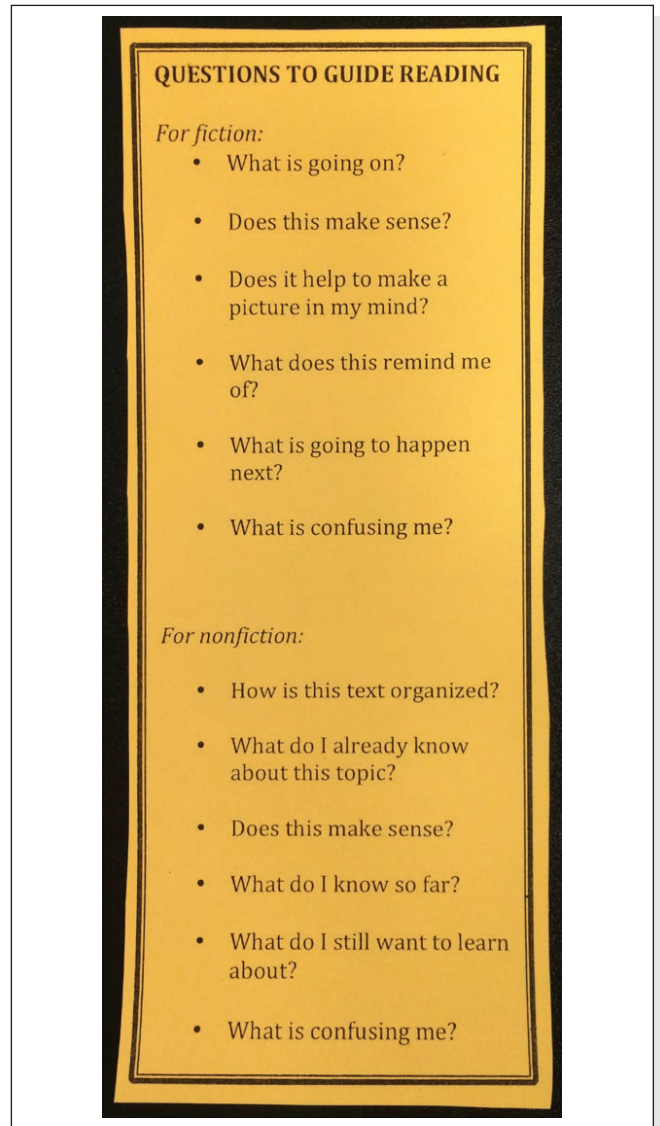 QUESTIONS TO GUIDE READING
For fiction:
• What is going on?
• Does this make sense?
• Does it help to make a
picture in my mind?
• What does this remind me
of?
• What is going to happen
next?
• What is confusing me?
For nonfiction:
• How is this text organized?
• What do I already know
about this topic?
• Does this make sense?
• What do I know so far?
• What do I still want to learn
about?
• What is confusing me?